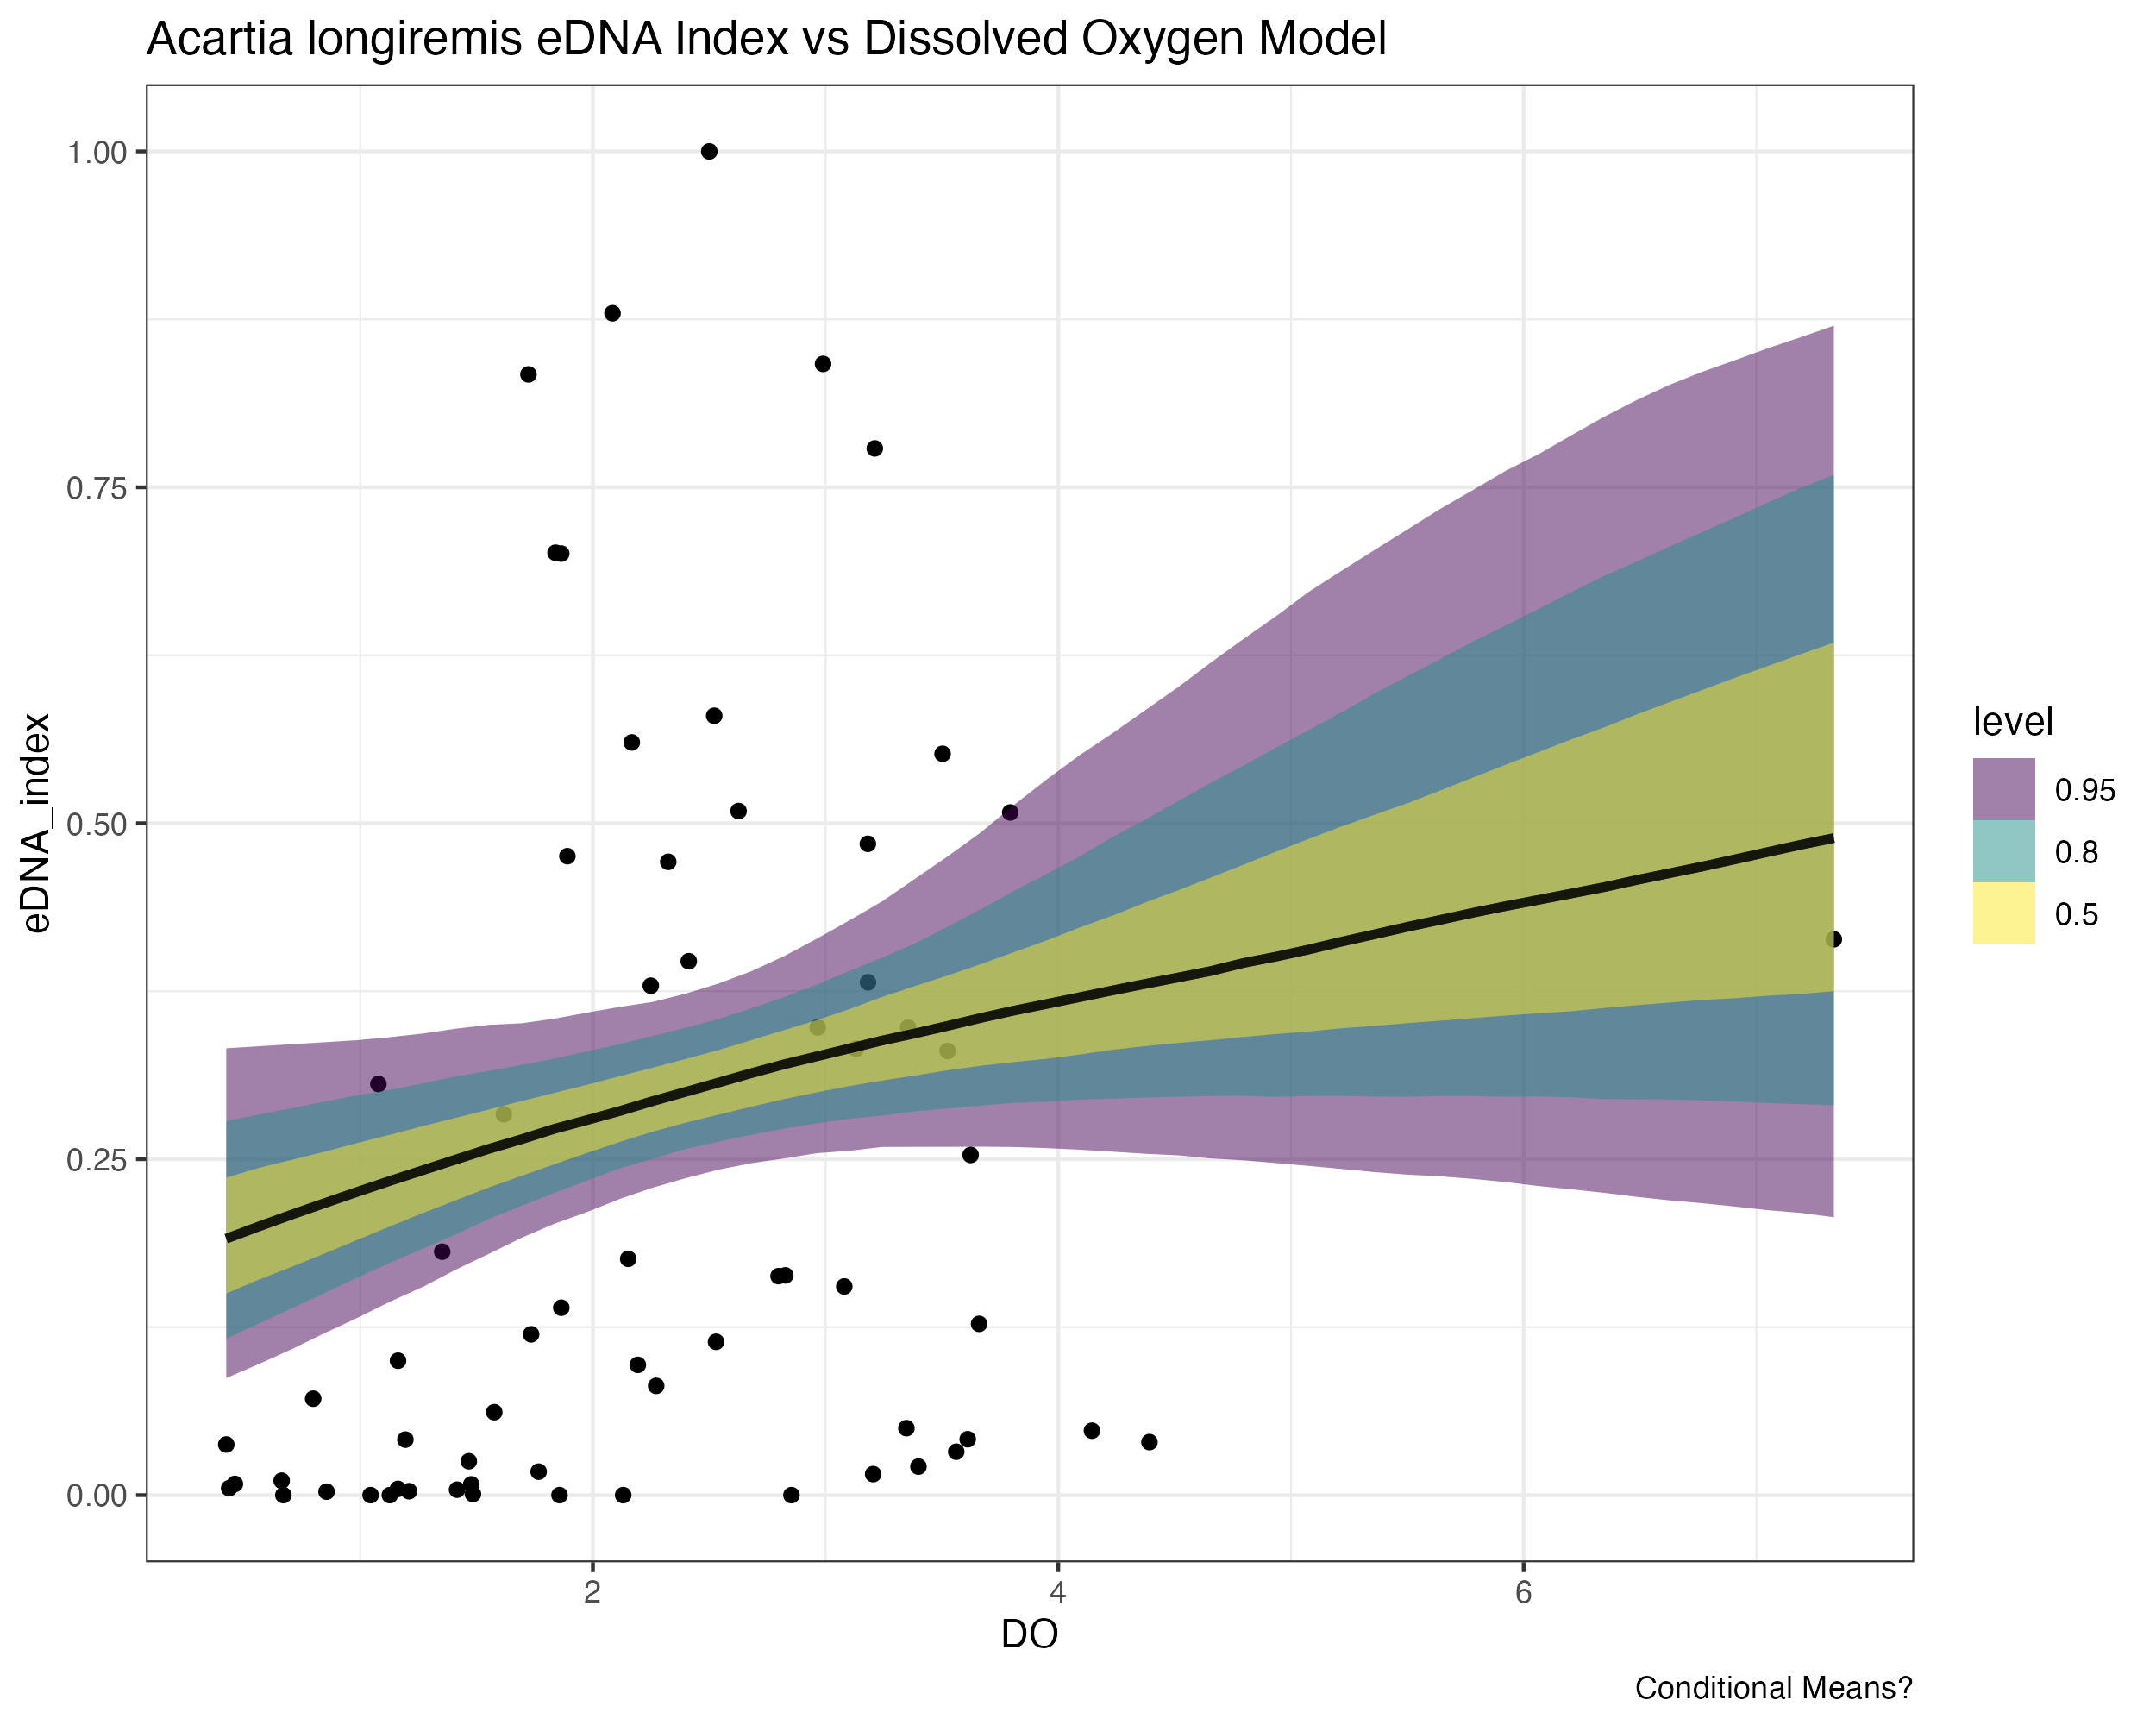 Acartia longiremis eDNA Index vs Dissolved Oxygen Model
1.00
0.75
0.50
0.25
0.00
eDNA_index
2
4
6
DO
level
0.95
0.8
0.5
Conditional Means?